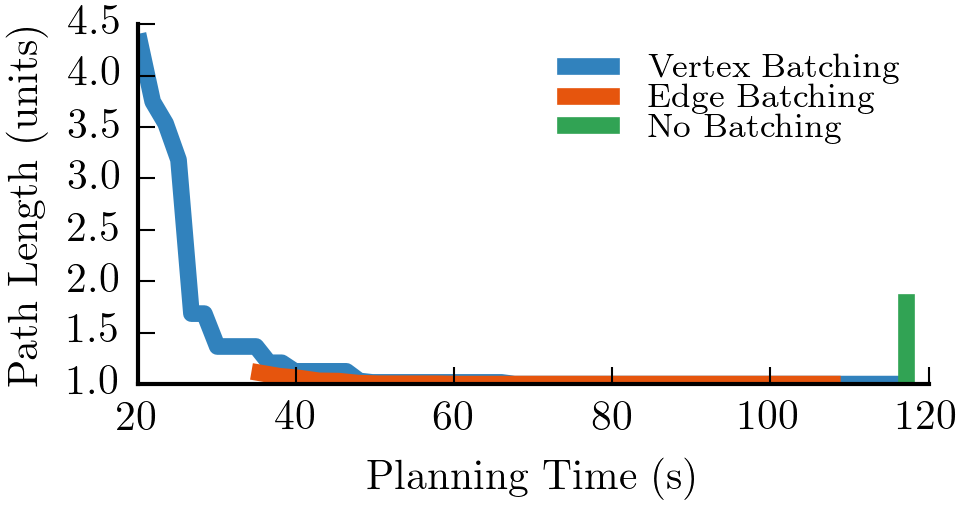 Path Length (units)
4.5
4.0
3.5
3.0
2.5
2.0
1.5
1.0
Vertex Batching
Edge Batching
No Batching
20 40 60 80 100 120
Planning Time (s)